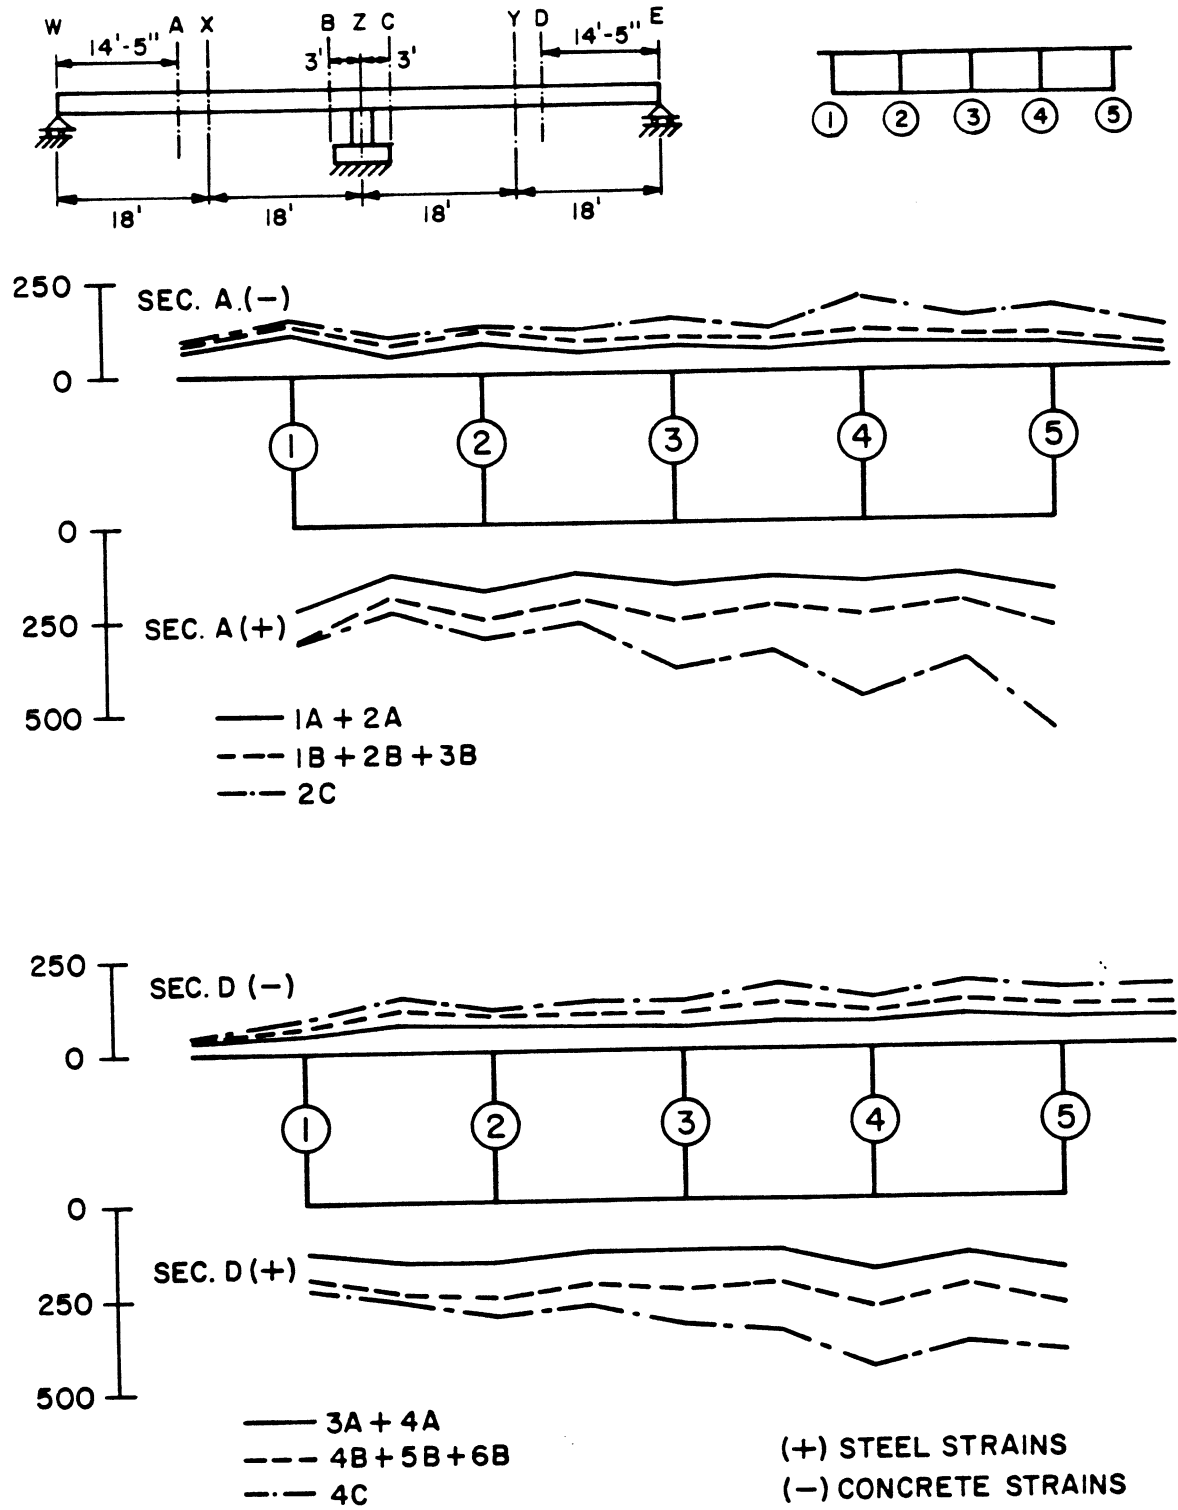 W A X B Z C Y D E
14'-5" 3' 3' 14'-5"
18' 18' 18' 18'
1 2 3 4 5
250
SEC. A.(-)
0
1 2 3 4 5
0
250
SEC. A (+)
500
1A + 2A
1B + 2B + 3B
2C
250
SEC. D (-)
0
1 2 3 4 5
0
SEC. D (+)
250
500
3A + 4A
4B + 5B + 6B
4C
(+) STEEL STRAINS
(-) CONCRETE STRAINS